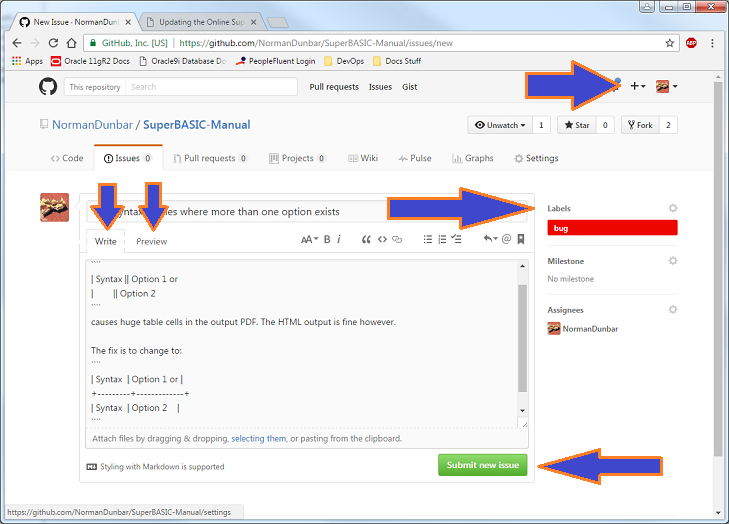 New Issue · NormanDunb
Updating the Online Sup
GitHub, Inc. [US] https://github.com/NormanDunbar/SuperBASIC-Manual/issues/new
ABP
Apps Oracle 11gR2 Docs Oracle9i Database Do PeopleFluent Login DevOps Docs Stuff
This repository Search Pull requests Issues Gist
NormanDunbar / SuperBASIC-Manual
Unwatch 1 Star 0 Fork 2
Code Issues 0 Pull requests 0 Projects 0 Wiki Pulse Graphs Settings
where more than one option exists
Labels
bug
Write Preview
AA B i
Milestone
No milestone
Assignees
NormanDunbar
````
| Syntax || Option 1 or
| || Option 2
````
causes huge table cells in the output PDF. The HTML output is fine however.
The fix is to change to:
````
| Syntax | Option 1 or |
+---------+-------------+
| Syntax | Option 2 |
````
Attach files by dragging & dropping, selecting them, or pasting from the clipboard.
Styling with Markdown is supported
Submit new issue
https://github.com/NormanDunbar/SuperBASIC-Manual/settings